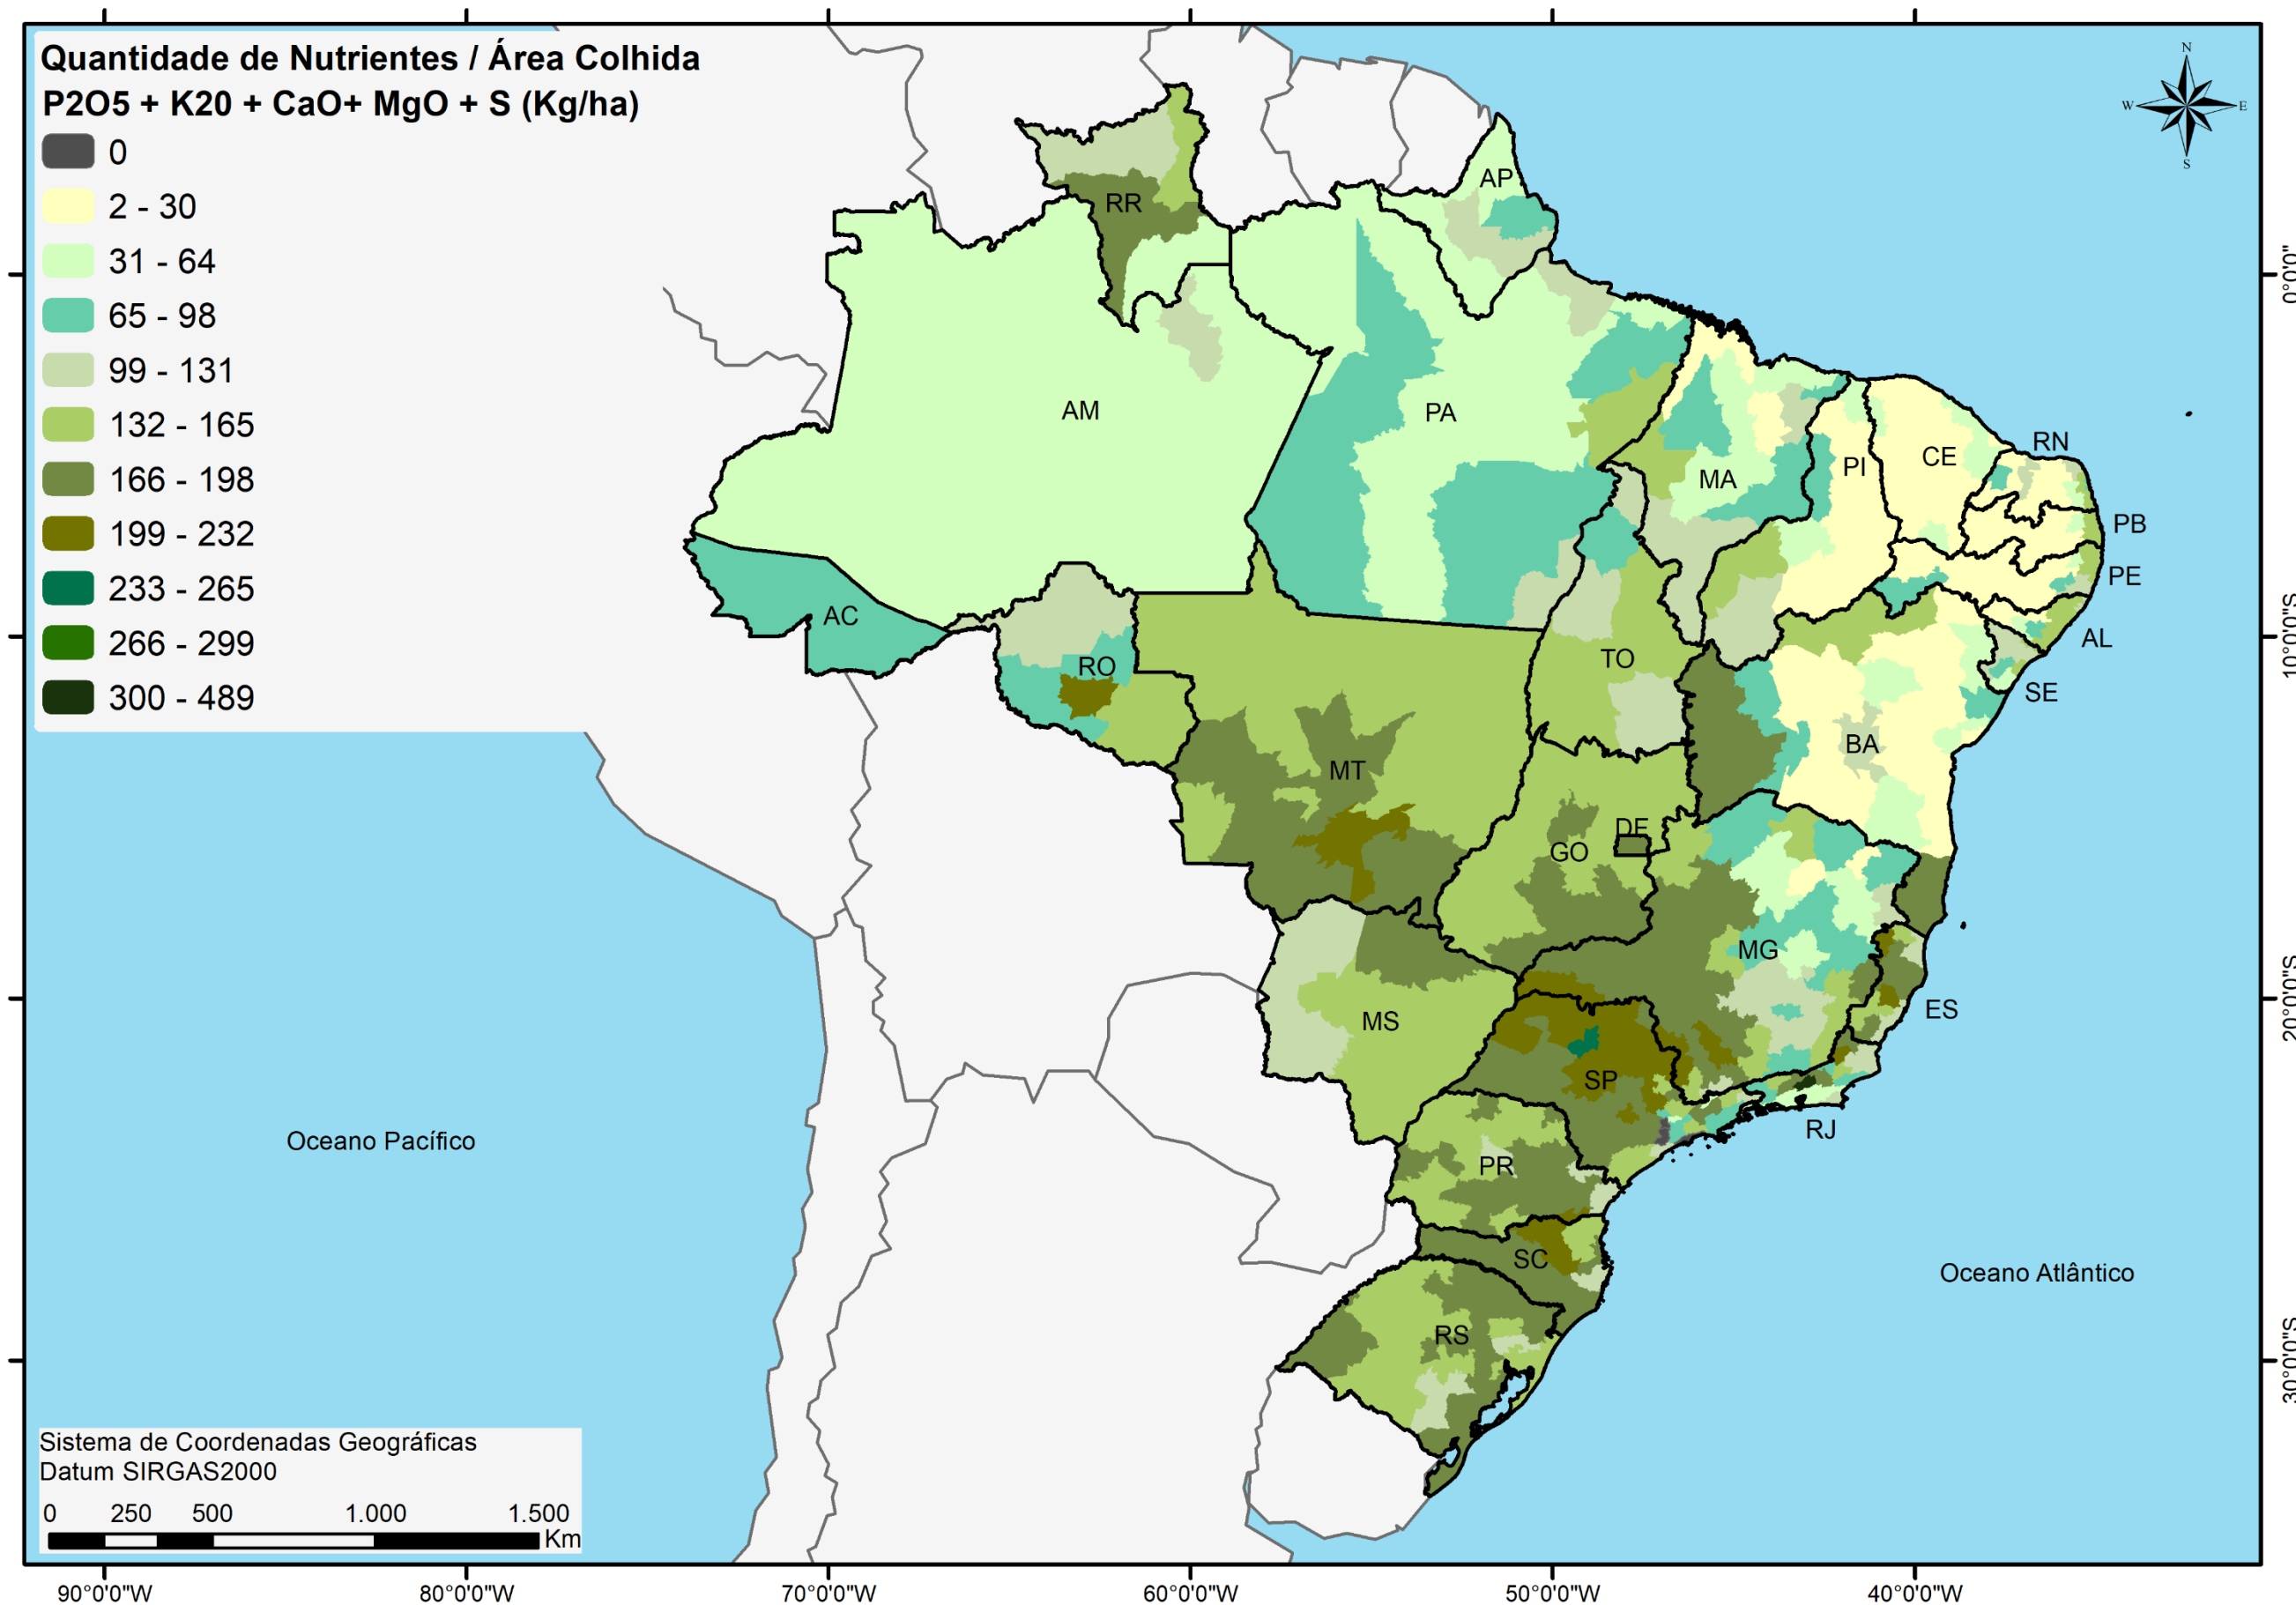 Quantidade de Nutrientes / Área Colhida
P2O5 + K20 + CaO+ MgO + S (Kg/ha)
0
2 - 30
31 - 64
65 - 98
99 - 131
132 - 165
166 - 198
199 - 232
233 - 265
266 - 299
300 - 489
N
W E
S
RR
AP
AM
PA
MA
PI
CE
RN
PB
PE
AL
SE
AC
RO
TO
BA
MT
DF
GO
MG
ES
MS
SP
RJ
PR
SC
RS
Oceano Pacífico
Oceano Atlântico
0°0'0"
10°0'0"S
20°0'0"S
30°0'0"S
Sistema de Coordenadas Geográficas
Datum SIRGAS2000
0 250 500 1.000 1.500
Km
90°0'0"W 80°0'0"W 70°0'0"W 60°0'0"W 50°0'0"W 40°0'0"W